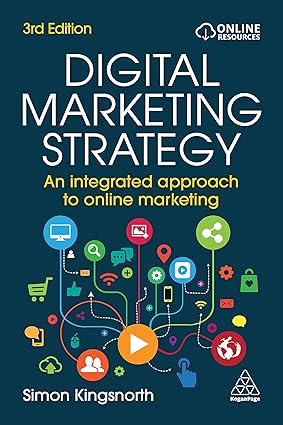 3rd Edition
ONLINE
RESOURCES
DIGITAL
MARKETING
STRATEGY
An integrated approach
to online marketing
Simon Kingsnorth
KoganPage